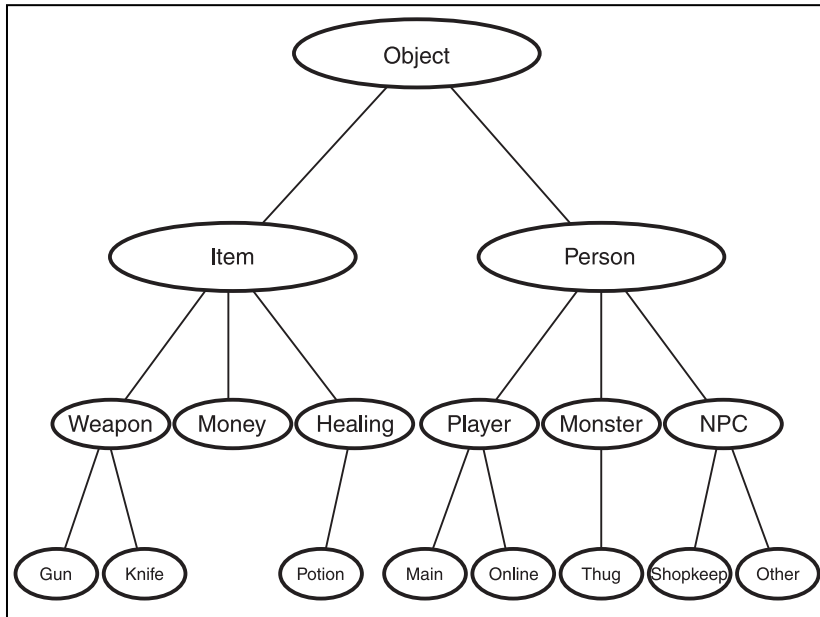 Object
Item
Person
Weapon
Money
Healing
Player
Monster
NPC
Gun
Knife
Potion
Main
Online
Thug
Shopkeep
Other